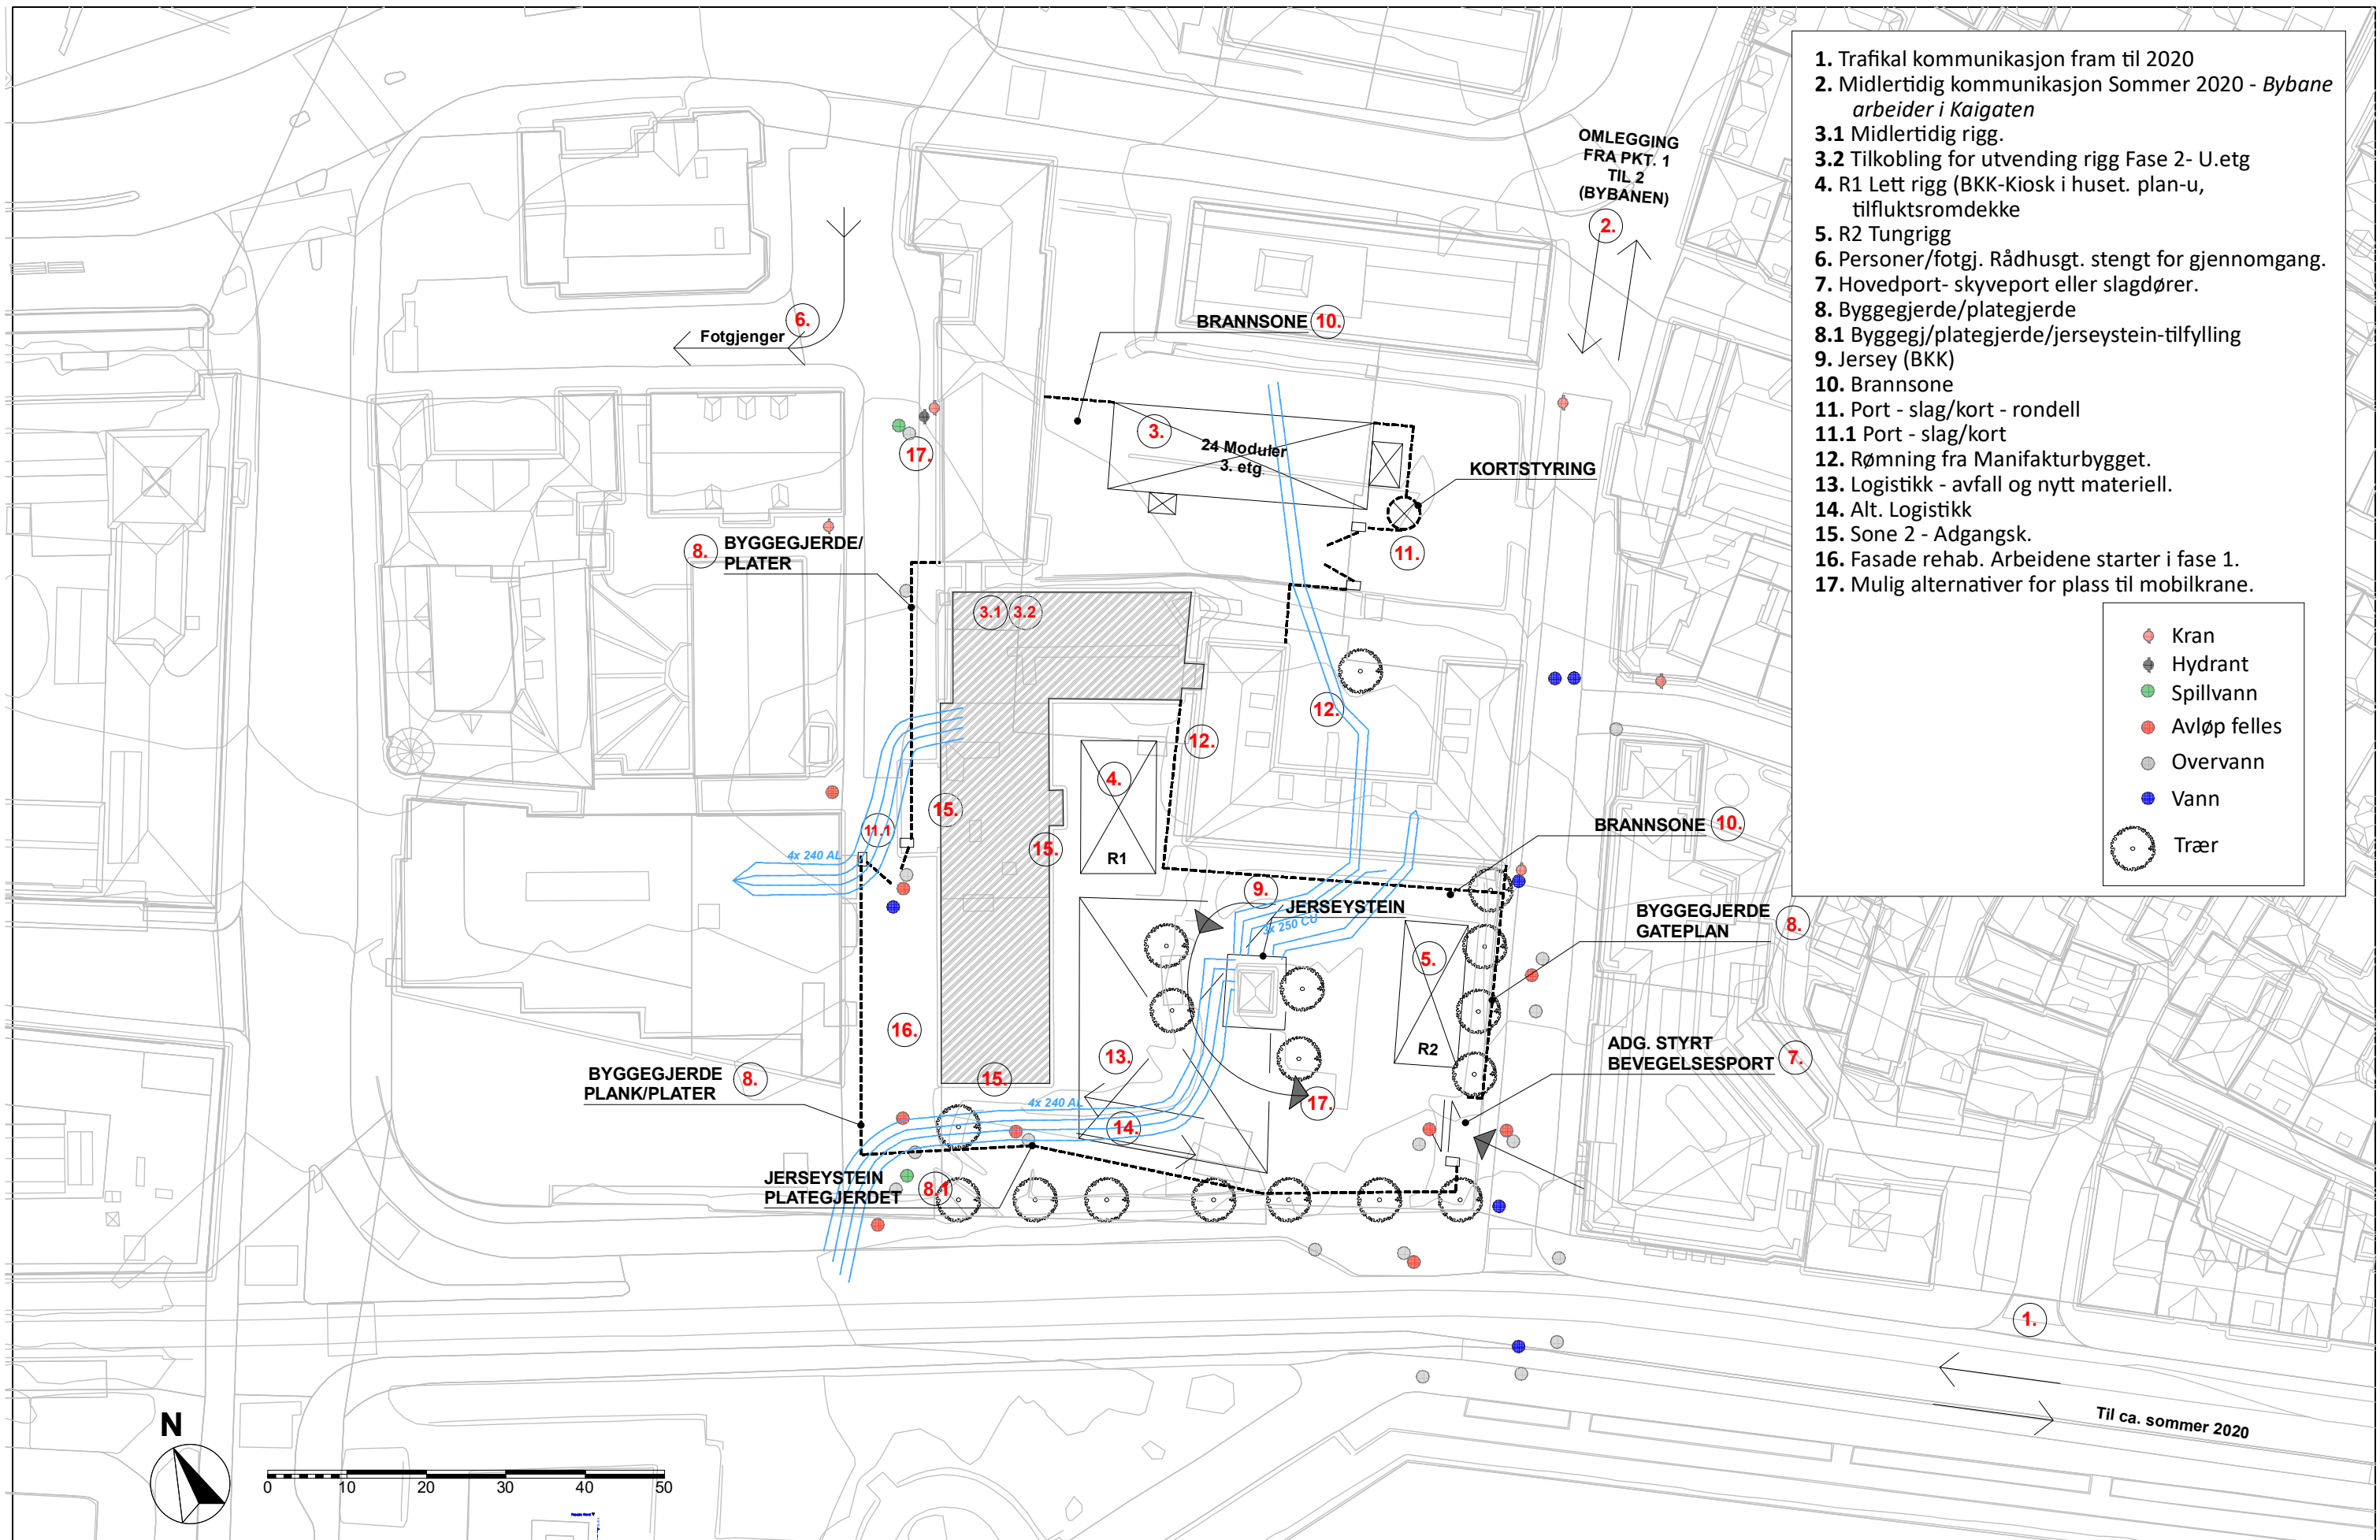 1. Trafikal kommunikasjon fram til 2020
2. Midlertidig kommunikasjon Sommer 2020 - Bybane
arbeider i Kaigaten
3.1 Midlertidig rigg.
3.2 Tilkobling for utvending rigg Fase 2- U.etg
4. R1 Lett rigg (BKK-Kiosk i huset. plan-u,
tilfluktsromdekke
5. R2 Tungrigg
6. Personer/fotgj. Rådhusgt. stengt for gjennomgang.
7. Hovedport- skyveport eller slagdører.
8. Byggegjerde/plategjerde
8.1 Byggegj/plategjerde/jerseystein-tilfylling
9. Jersey (BKK)
10. Brannsone
11. Port - slag/kort - rondell
11.1 Port - slag/kort
12. Rømning fra Manifakturbygget.
13. Logistikk - avfall og nytt materiell.
14. Alt. Logistikk
15. Sone 2 - Adgangsk.
16. Fasade rehab. Arbeidene starter i fase 1.
17. Mulig alternativer for plass til mobilkrane.
Kran
Hydrant
Spillvann
Avløp felles
Overvann
Vann
Trær
OMLEGGING
FRA PKT. 1
TIL 2
(BYBANEN)
2.
6.
Fotgjenger
BRANNSONE 10.
3.
24 Moduler
3. etg
17.
KORTSTYRING
11.
8. BYGGEGJERDE/
PLATER
3.1 3.2
12.
12.
4.
R1
15.
15.
11.1
4x 240 AL
BRANNSONE 10.
9.
JERSEYSTEIN
3x 250 CU
BYGGEGJERDE
GATEPLAN
8.
5.
R2
16.
13.
ADG. STYRT
BEVEGELSESPORT
7.
BYGGEGJERDE
PLANK/PLATER
8.
15.
4x 240 AL
14.
17.
JERSEYSTEIN
PLATEGJERDET
8.1
1.
Til ca. sommer 2020
N
0 10 20 30 40 50